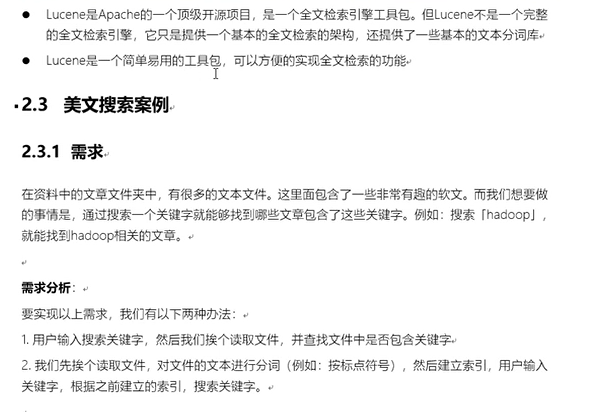 ● Lucene是Apache的一个顶级开源项目，是一个全文检索引擎工具包。但Lucene不是一个完整
的全文检索引擎，它只是提供一个基本的全文检索的架构，还提供了一些基本的文本分词库
● Lucene是一个简单易用的工具包，可以方便的实现全文检索的功能
2.3 美文搜索案例
2.3.1 需求
在资料中的文章文件夹中，有很多的文本文件。这里面包含了一些非常有趣的软文。而我们想要做
的事情是，通过搜索一个关键字就能够找到哪些文章包含了这些关键字。例如：搜索「hadoop」，
就能找到hadoop相关的文章。
需求分析：
要实现以上需求，我们有以下两种办法：
1. 用户输入搜索关键字，然后我们挨个读取文件，并查找文件中是否包含关键字
2. 我们先挨个读取文件，对文件的文本进行分词（例如：按标点符号），然后建立索引，用户输入
关键字，根据之前建立的索引，搜索关键字。